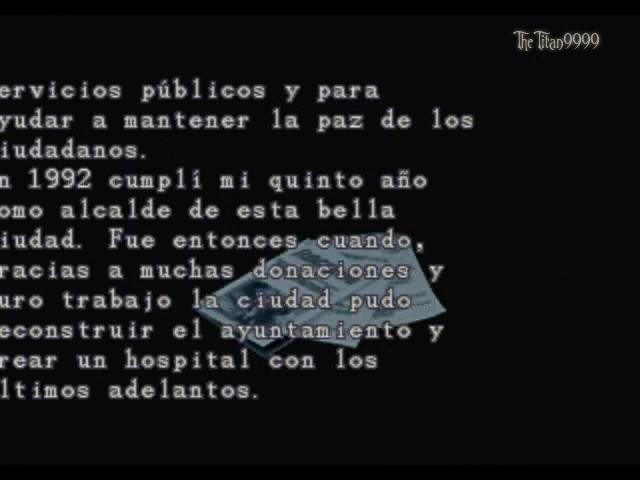 The Titan9999
ervicios públicos y para
yudar a mantener la paz de los
iudadanos.
n 1992 cumplí mi quinto año
omo alcalde de esta bella
iudad. Fue entonces cuando,
racias a muchas donaciones y
uro trabajo la ciudad pudo
econstruir el ayuntamiento y
rear un hospital con los
ltimos adelantos.